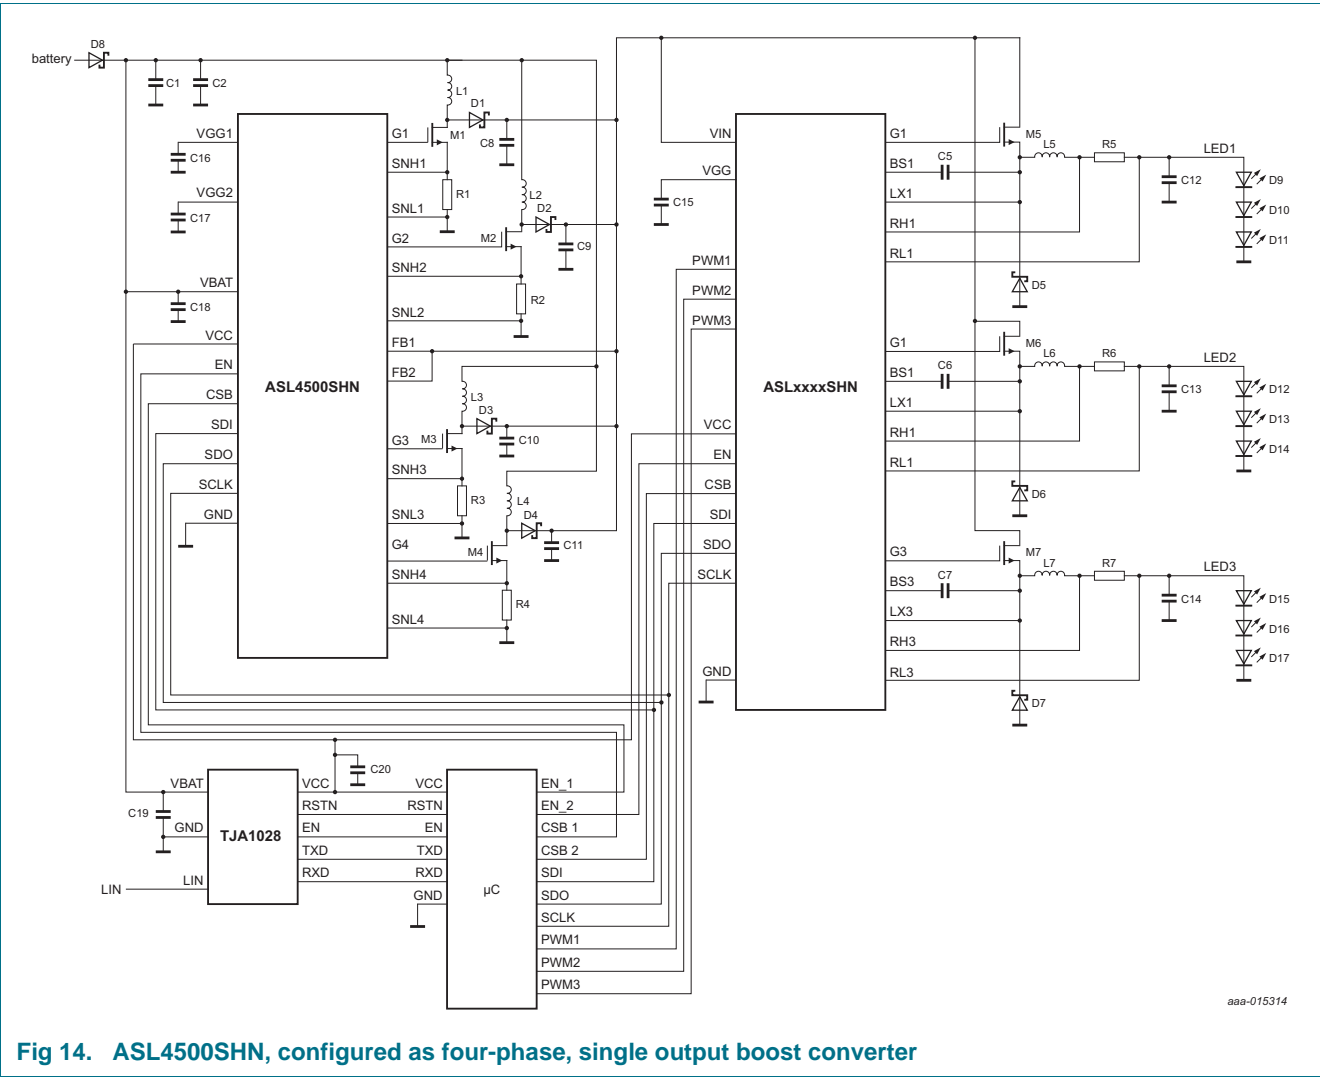 battery
D8
C1
C2
L1
D1
M1
C8
R1
L2
D2
M2
C9
R2
L3
D3
M3
C10
R3
L4
D4
M4
C11
R4
VGG1
C16
VGG2
C17
VBAT
C18
VCC
EN
CSB
SDI
SDO
SCLK
GND
ASL4500SHN
G1
SNH1
SNL1
G2
SNH2
SNL2
FB1
FB2
G3
SNH3
SNL3
G4
SNH4
SNL4
VIN
VGG
C15
PWM1
PWM2
PWM3
VCC
EN
CSB
SDI
SDO
SCLK
GND
ASLxxxxSHN
G1
BS1
LX1
RH1
RL1
G1
BS1
LX1
RH1
RL1
G3
BS3
LX3
RH3
RL3
M5
C5
L5
R5
LED1
C12
D9
D10
D11
D5
M6
C6
L6
R6
LED2
C13
D12
D13
D14
D6
M7
C7
L7
R7
LED3
C14
D15
D16
D17
D7
C20
C19
VBAT
GND
LIN
LIN
TJA1028
VCC
RSTN
EN
TXD
RXD
VCC
RSTN
EN
TXD
RXD
GND
µC
EN_1
EN_2
CSB 1
CSB 2
SDI
SDO
SCLK
PWM1
PWM2
PWM3
aaa-015314
Fig 14. ASL4500SHN, configured as four-phase, single output boost converter